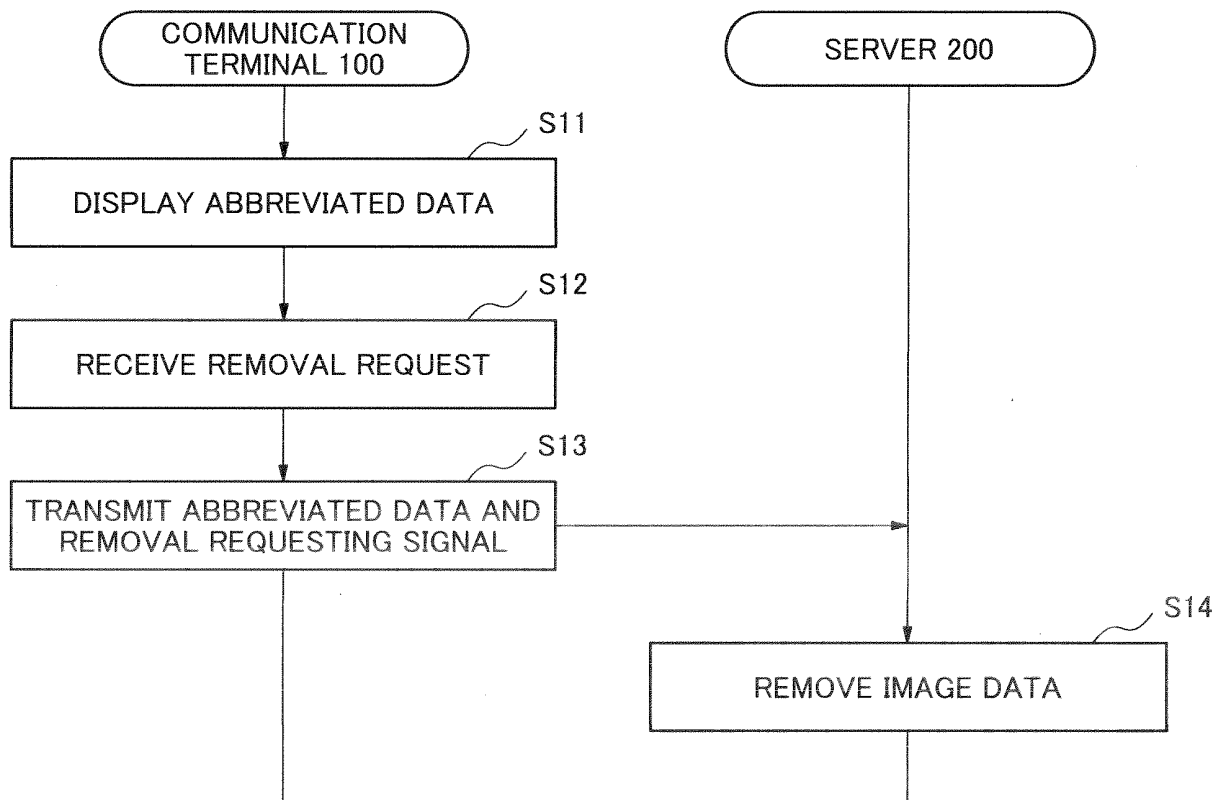 COMMUNICATION
TERMINAL 100
SERVER 200
S11
DISPLAY ABBREVIATED DATA
S12
RECEIVE REMOVAL REQUEST
S13
TRANSMIT ABBREVIATED DATA AND
REMOVAL REQUESTING SIGNAL
S14
REMOVE IMAGE DATA